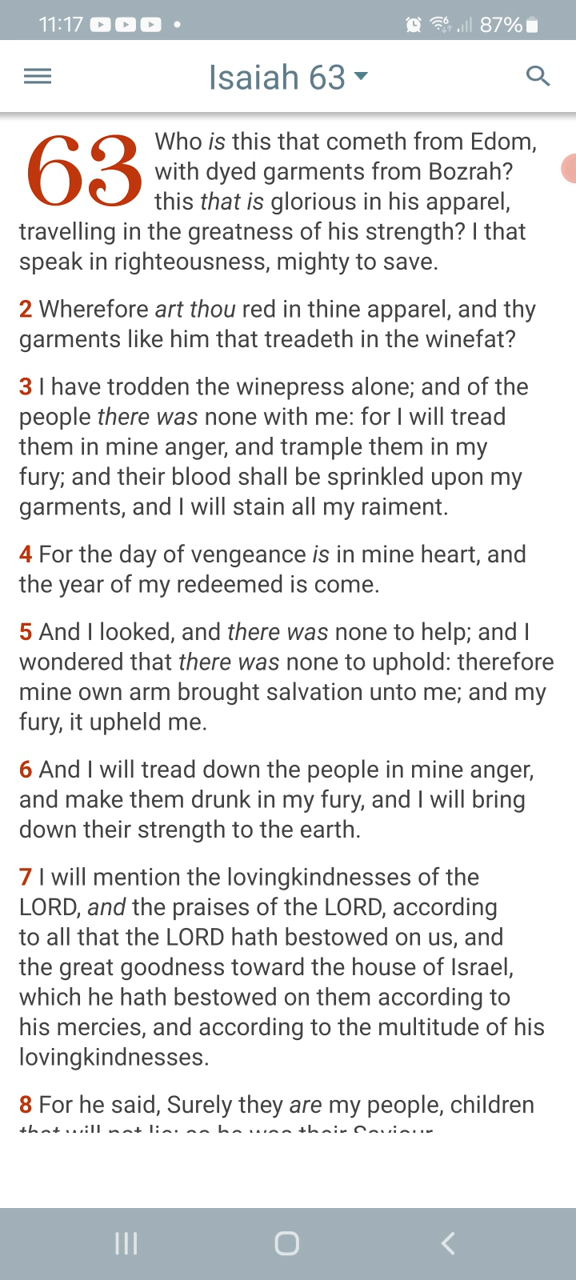 11:17
87%
Isaiah 63
63 Who is this that cometh from Edom,
with dyed garments from Bozrah?
this that is glorious in his apparel,
travelling in the greatness of his strength? I that
speak in righteousness, mighty to save.
2 Wherefore art thou red in thine apparel, and thy
garments like him that treadeth in the winefat?
3 I have trodden the winepress alone; and of the
people there was none with me: for I will tread
them in mine anger, and trample them in my
fury; and their blood shall be sprinkled upon my
garments, and I will stain all my raiment.
4 For the day of vengeance is in mine heart, and
the year of my redeemed is come.
5 And I looked, and there was none to help; and I
wondered that there was none to uphold: therefore
mine own arm brought salvation unto me; and my
fury, it upheld me.
6 And I will tread down the people in mine anger,
and make them drunk in my fury, and I will bring
down their strength to the earth.
7 I will mention the lovingkindnesses of the
LORD, and the praises of the LORD, according
to all that the LORD hath bestowed on us, and
the great goodness toward the house of Israel,
which he hath bestowed on them according to
his mercies, and according to the multitude of his
lovingkindnesses.
8 For he said, Surely they are my people, children
that will not lie: so he was their Saviour